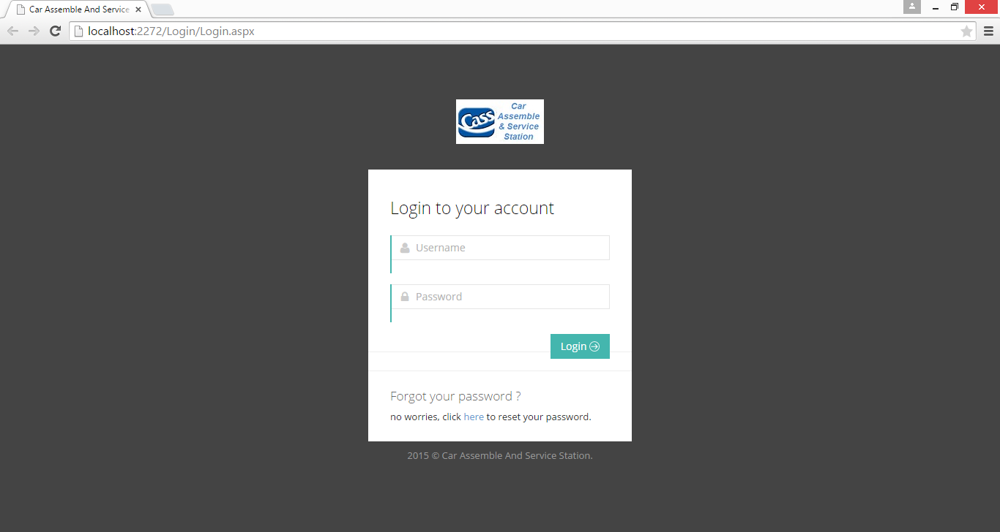 Car Assemble And Service
localhost:2272/Login/Login.aspx
Cass
Car
Assemble
& Service
Station
Login to your account
Username
Password
Login
Forgot your password ?
no worries, click here to reset your password.
2015 © Car Assemble And Service Station.